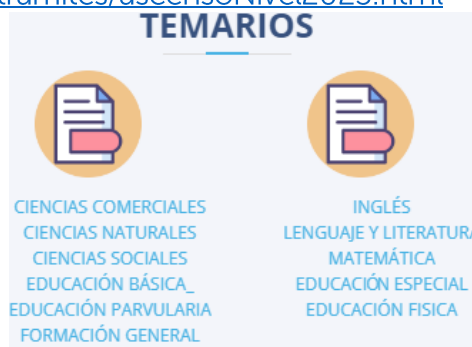 TEMARIOS
CIENCIAS COMERCIALES
CIENCIAS NATURALES
CIENCIAS SOCIALES
EDUCACIÓN BÁSICA_
EDUCACIÓN PARVULARIA
FORMACIÓN GENERAL
INGLÉS
LENGUAJE Y LITERATURA
MATEMÁTICA
EDUCACIÓN ESPECIAL
EDUCACIÓN FISICA